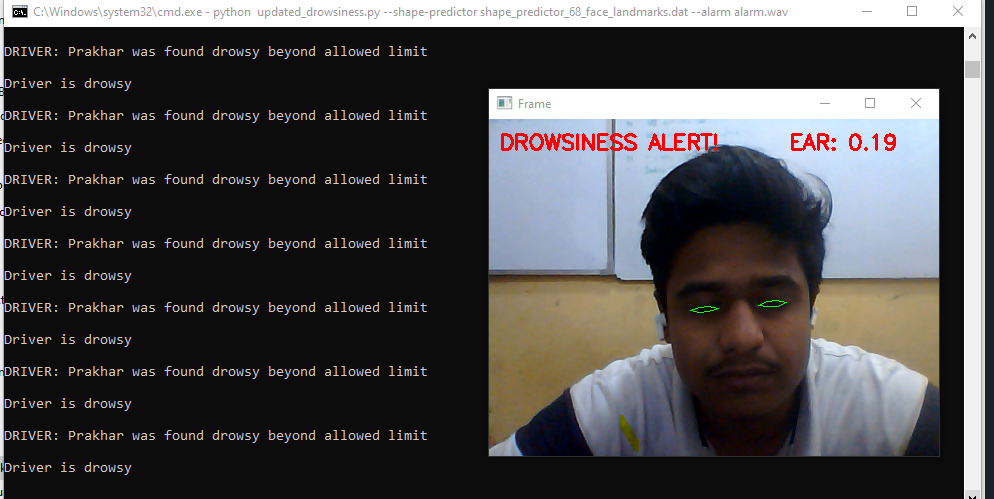 C:\Windows\system32\cmd.exe - python  updated_drowsiness.py --shape-predictor shape_predictor_68_face_landmarks.dat --alarm alarm.wav
DRIVER: Prakhar was found drowsy beyond allowed limit
Driver is drowsy
DRIVER: Prakhar was found drowsy beyond allowed limit
Driver is drowsy
DRIVER: Prakhar was found drowsy beyond allowed limit
Driver is drowsy
DRIVER: Prakhar was found drowsy beyond allowed limit
Driver is drowsy
DRIVER: Prakhar was found drowsy beyond allowed limit
Driver is drowsy
DRIVER: Prakhar was found drowsy beyond allowed limit
Driver is drowsy
DRIVER: Prakhar was found drowsy beyond allowed limit
Driver is drowsy
Frame
DROWSINESS ALERT! EAR: 0.19